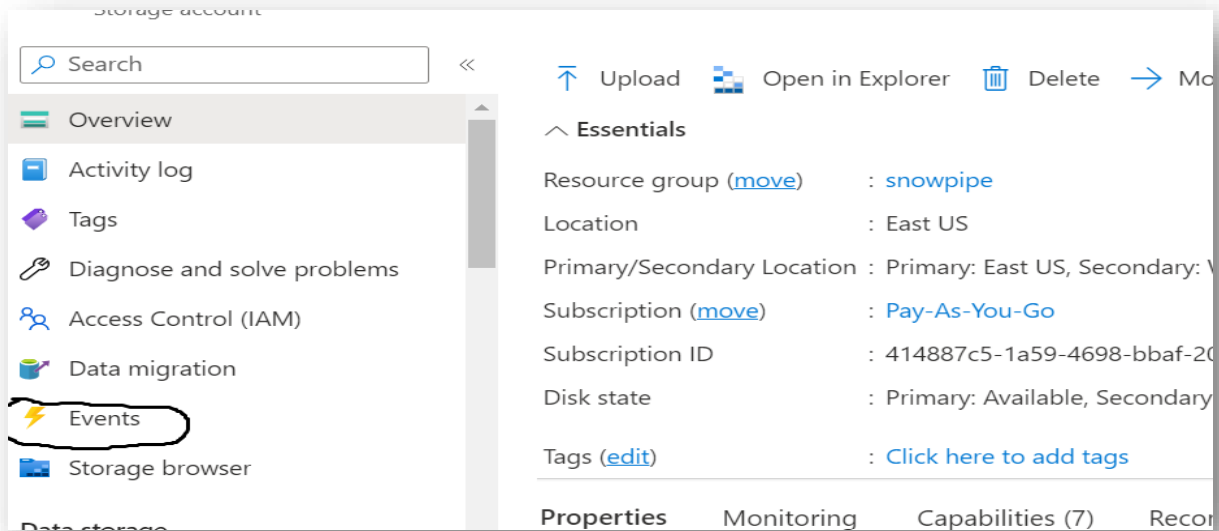 Storage account
Search
«
Overview
Activity log
Tags
Diagnose and solve problems
Access Control (IAM)
Data migration
Events
Storage browser
Data storage
Upload Open in Explorer Delete
Essentials
Resource group (move) : snowpipe
Location : East US
Primary/Secondary Location : Primary: East US, Secondary:
Subscription (move) : Pay-As-You-Go
Subscription ID : 414887c5-1a59-4698-bbaf-20
Disk state : Primary: Available, Secondary
Tags (edit) : Click here to add tags
Properties Monitoring Capabilities (7)